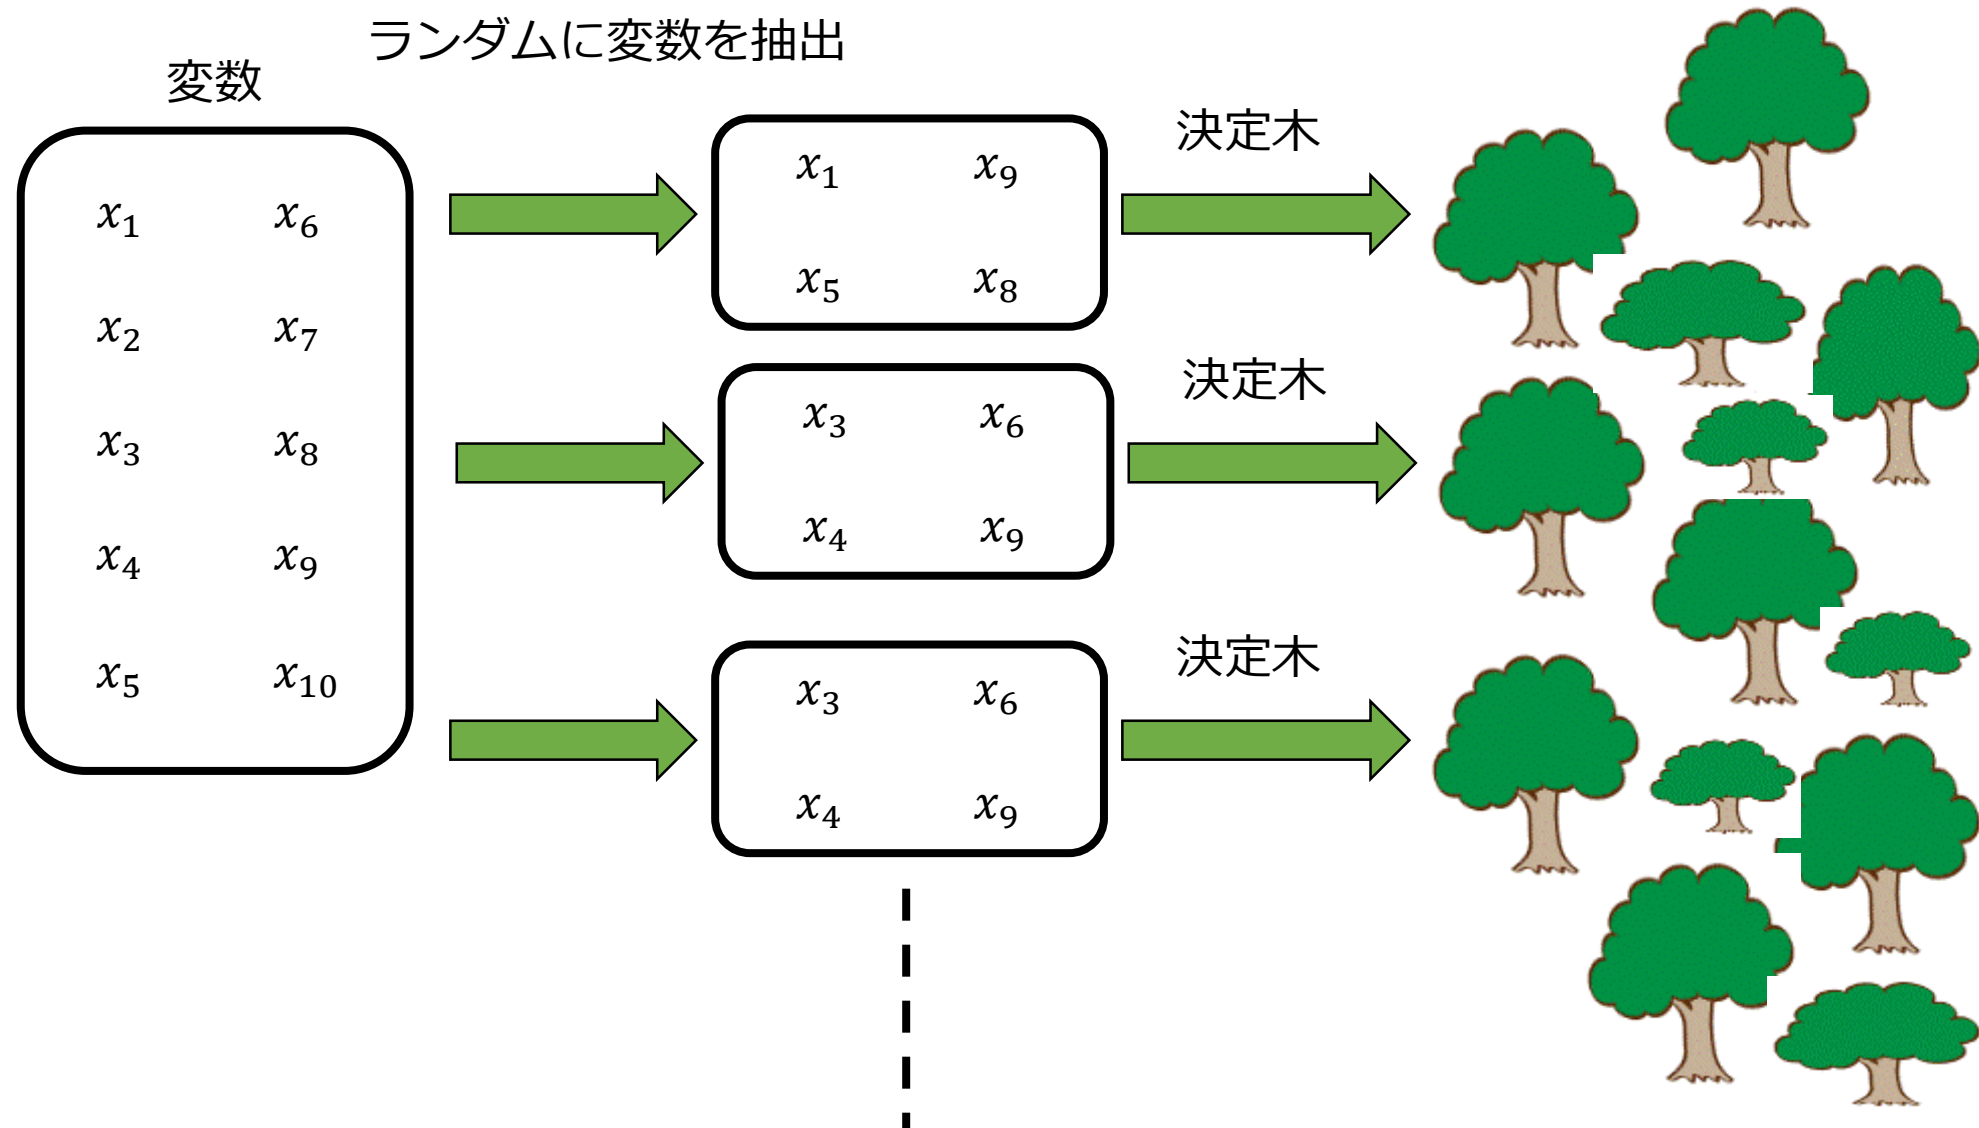 ランダムに変数を抽出
変数
x₁ x₆
x₂ x₇
x₃ x₈
x₄ x₉
x₅ x₁₀
x₁ x₉
x₅ x₈
決定木
x₃ x₆
x₄ x₉
決定木
x₃ x₆
x₄ x₉
決定木